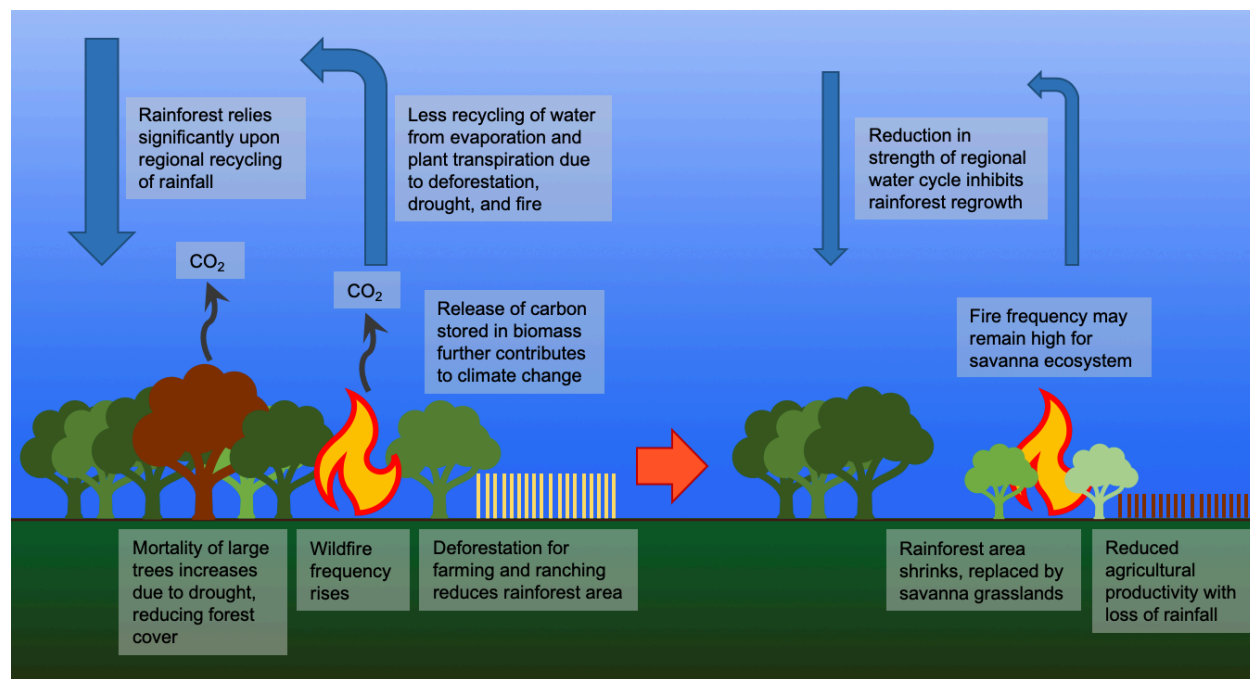 Rainforest relies
significantly upon
regional recycling
of rainfall
Less recycling of water
from evaporation and
plant transpiration due
to deforestation,
drought, and fire
CO₂
CO₂
Release of carbon
stored in biomass
further contributes
to climate change
Mortality of large
trees increases
due to drought,
reducing forest
cover
Wildfire
frequency
rises
Deforestation for
farming and ranching
reduces rainforest area
Reduction in
strength of regional
water cycle inhibits
rainforest regrowth
Fire frequency may
remain high for
savanna ecosystem
Rainforest area
shrinks, replaced by
savanna grasslands
Reduced
agricultural
productivity with
loss of rainfall